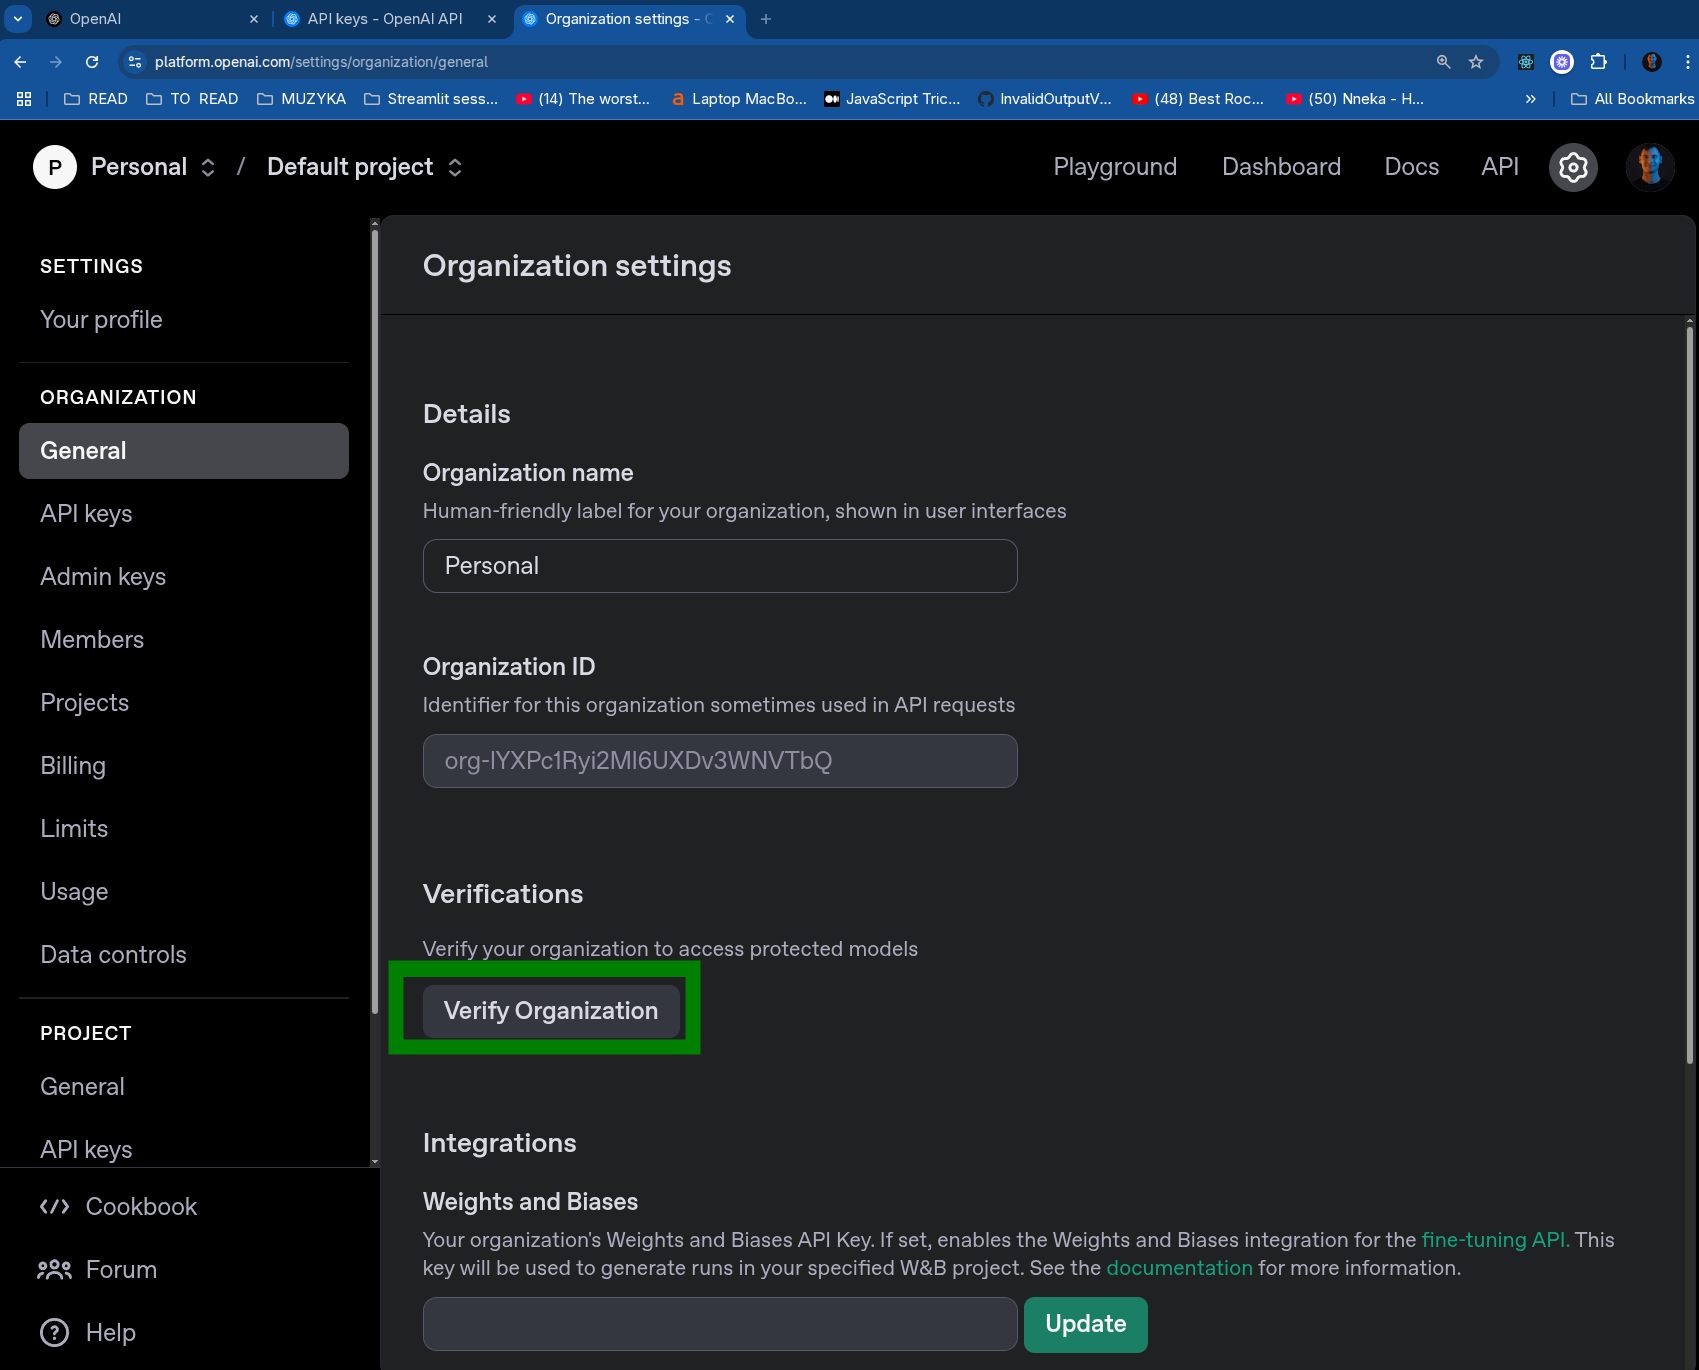 OpenAI
API keys - OpenAI API
Organization settings - O
platform.openai.com/settings/organization/general
READ
TO READ
MUZYKA
Streamlit sess...
(14) The worst...
Laptop MacBo...
JavaScript Tric...
InvalidOutputV...
(48) Best Roc...
(50) Nneka - H...
All Bookmarks
P
Personal
/
Default project
Playground
Dashboard
Docs
API
SETTINGS
Your profile
ORGANIZATION
General
API keys
Admin keys
Members
Projects
Billing
Limits
Usage
Data controls
PROJECT
General
API keys
Cookbook
Forum
Help
Organization settings
Details
Organization name
Human-friendly label for your organization, shown in user interfaces
Personal
Organization ID
Identifier for this organization sometimes used in API requests
org-IYXPc1Ryi2MI6UXDv3WNVTbQ
Verifications
Verify your organization to access protected models
Verify Organization
Integrations
Weights and Biases
Your organization's Weights and Biases API Key. If set, enables the Weights and Biases integration for the fine-tuning API. This
key will be used to generate runs in your specified W&B project. See the documentation for more information.
Update